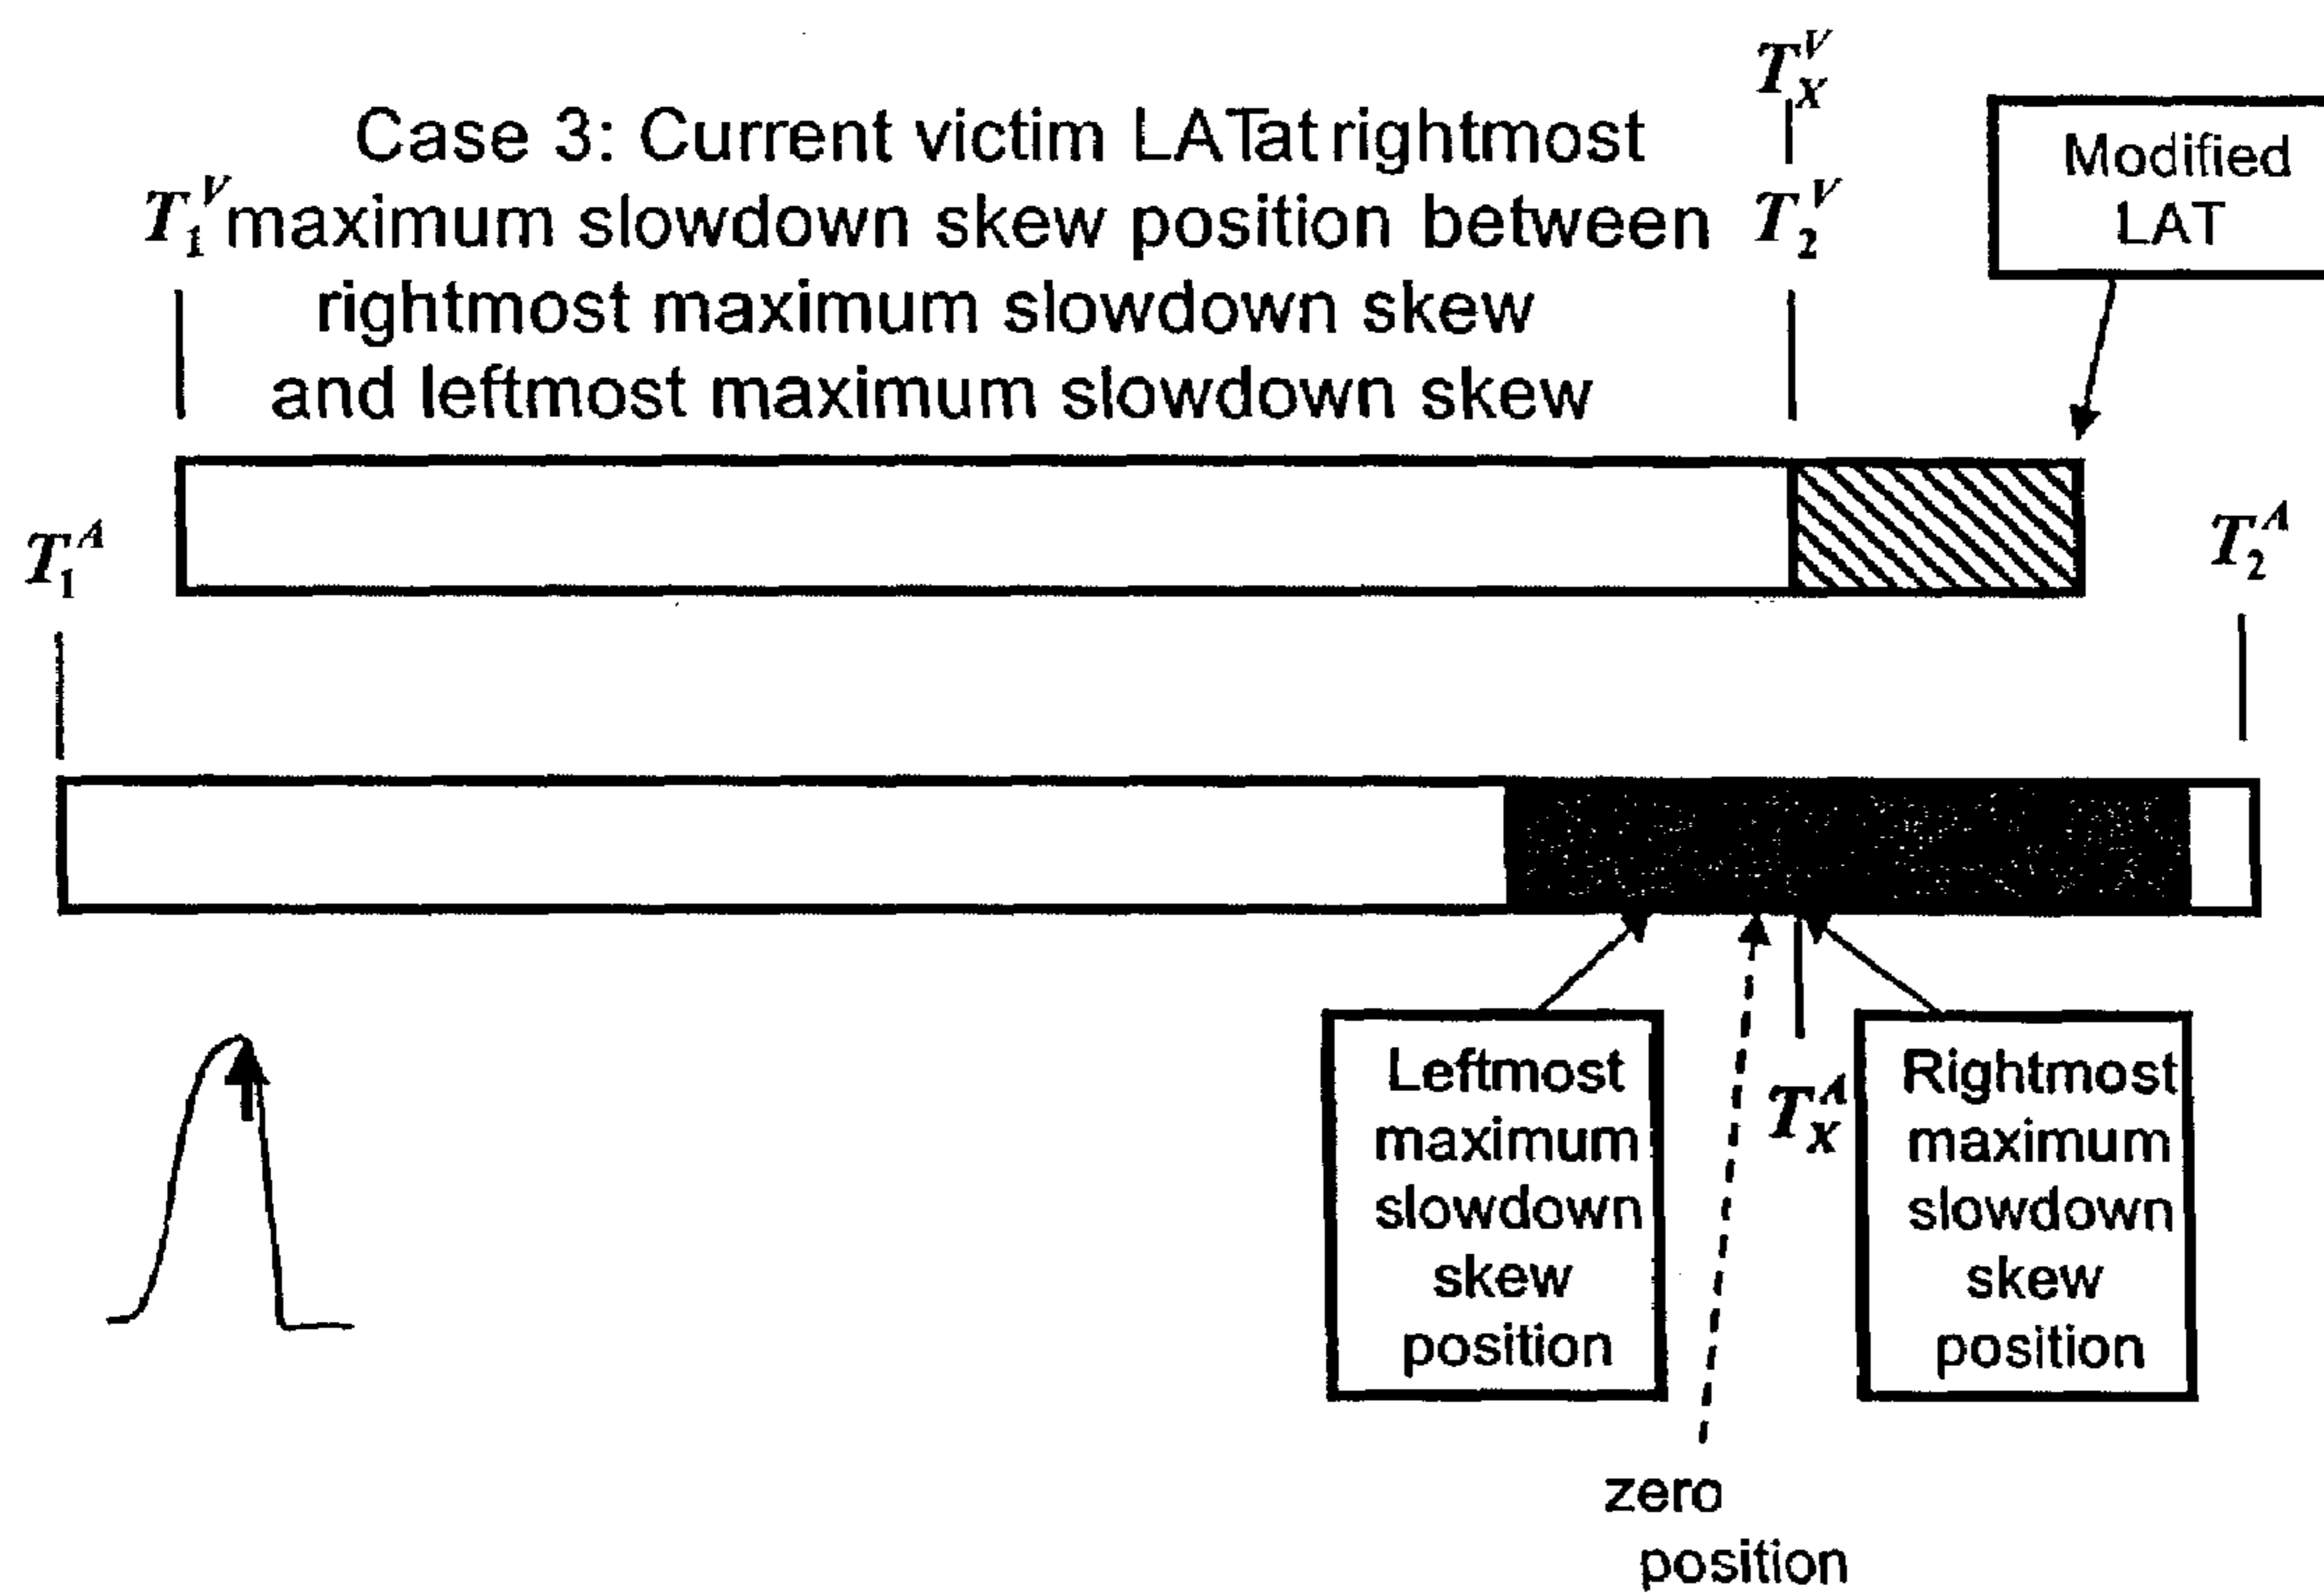 T_X^V
Case 3: Current victim LAT at rightmost
T_1^V maximum slowdown skew position between T_2^V
rightmost maximum slowdown skew
and leftmost maximum slowdown skew
Modified
LAT
T_1^A
T_2^A
Leftmost
maximum
slowdown
skew
position
T_X^A
Rightmost
maximum
slowdown
skew
position
zero
position